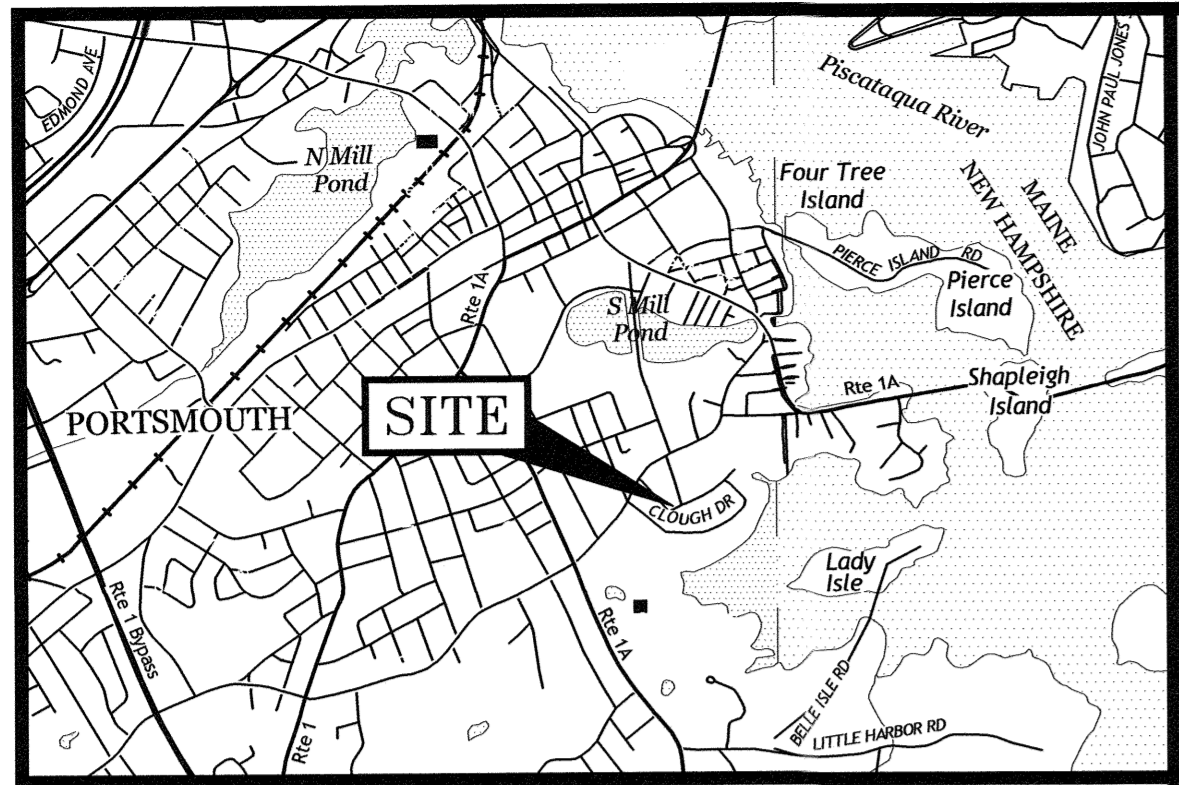 EDMOND AVE
Piscataqua River
JOHN PAUL JONES
N Mill
Pond
Four Tree
Island
MAINE
NEW HAMPSHIRE
PIERCE ISLAND RD
Pierce
Island
Rte 1A
S Mill
Pond
Rte 1A
Shapleigh
Island
PORTSMOUTH
SITE
CLOUGH DR
Lady
Isle
Rte 1 Bypass
Rte 1A
BELLE ISLE RD
Rte 1
LITTLE HARBOR RD